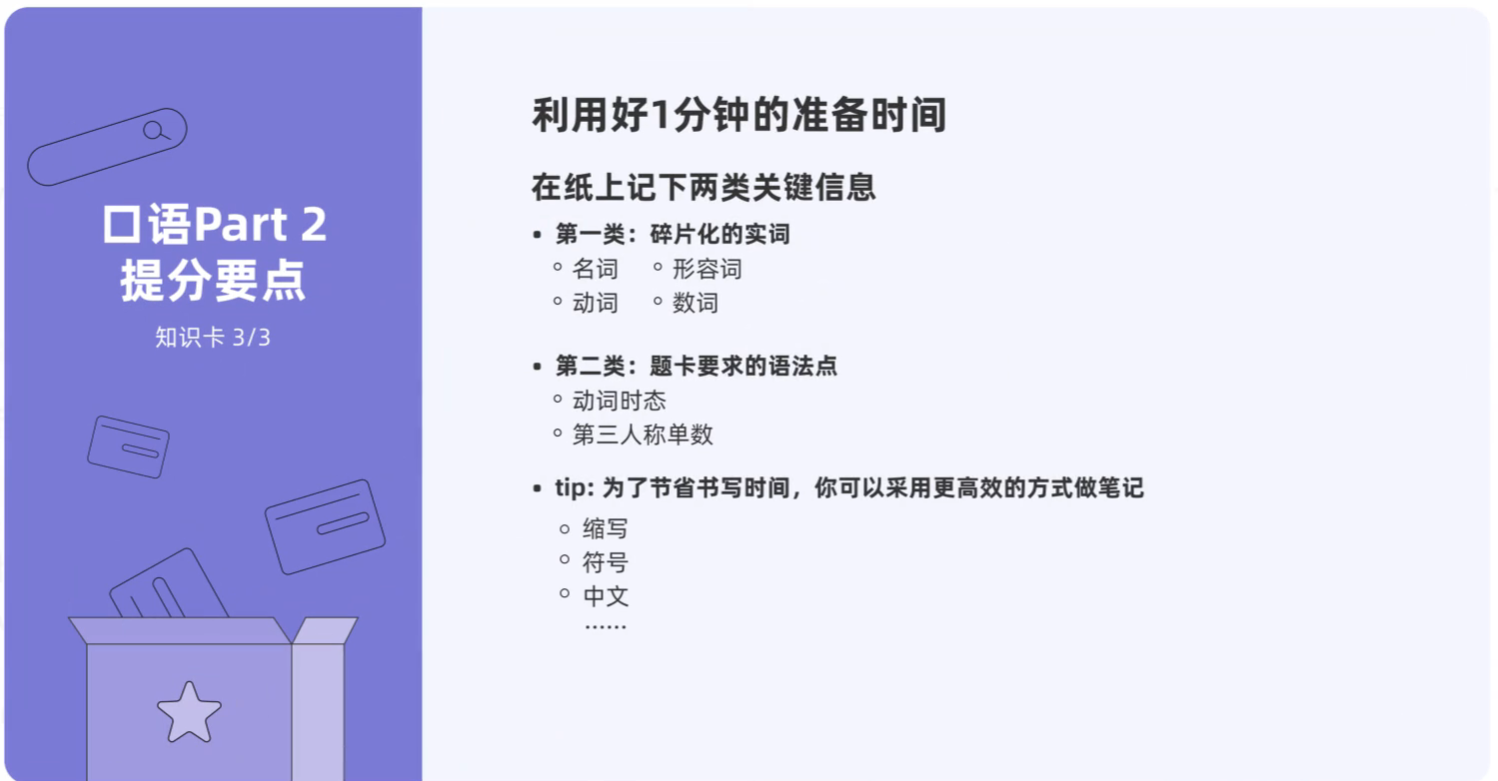 口语Part 2
提分要点
知识卡 3/3
利用好1分钟的准备时间
在纸上记下两类关键信息
• 第一类：碎片化的实词
◦ 名词 ◦ 形容词
◦ 动词 ◦ 数词
• 第二类：题卡要求的语法点
◦ 动词时态
◦ 第三人称单数
• tip: 为了节省书写时间，你可以采用更高效的方式做笔记
◦ 缩写
◦ 符号
◦ 中文
……